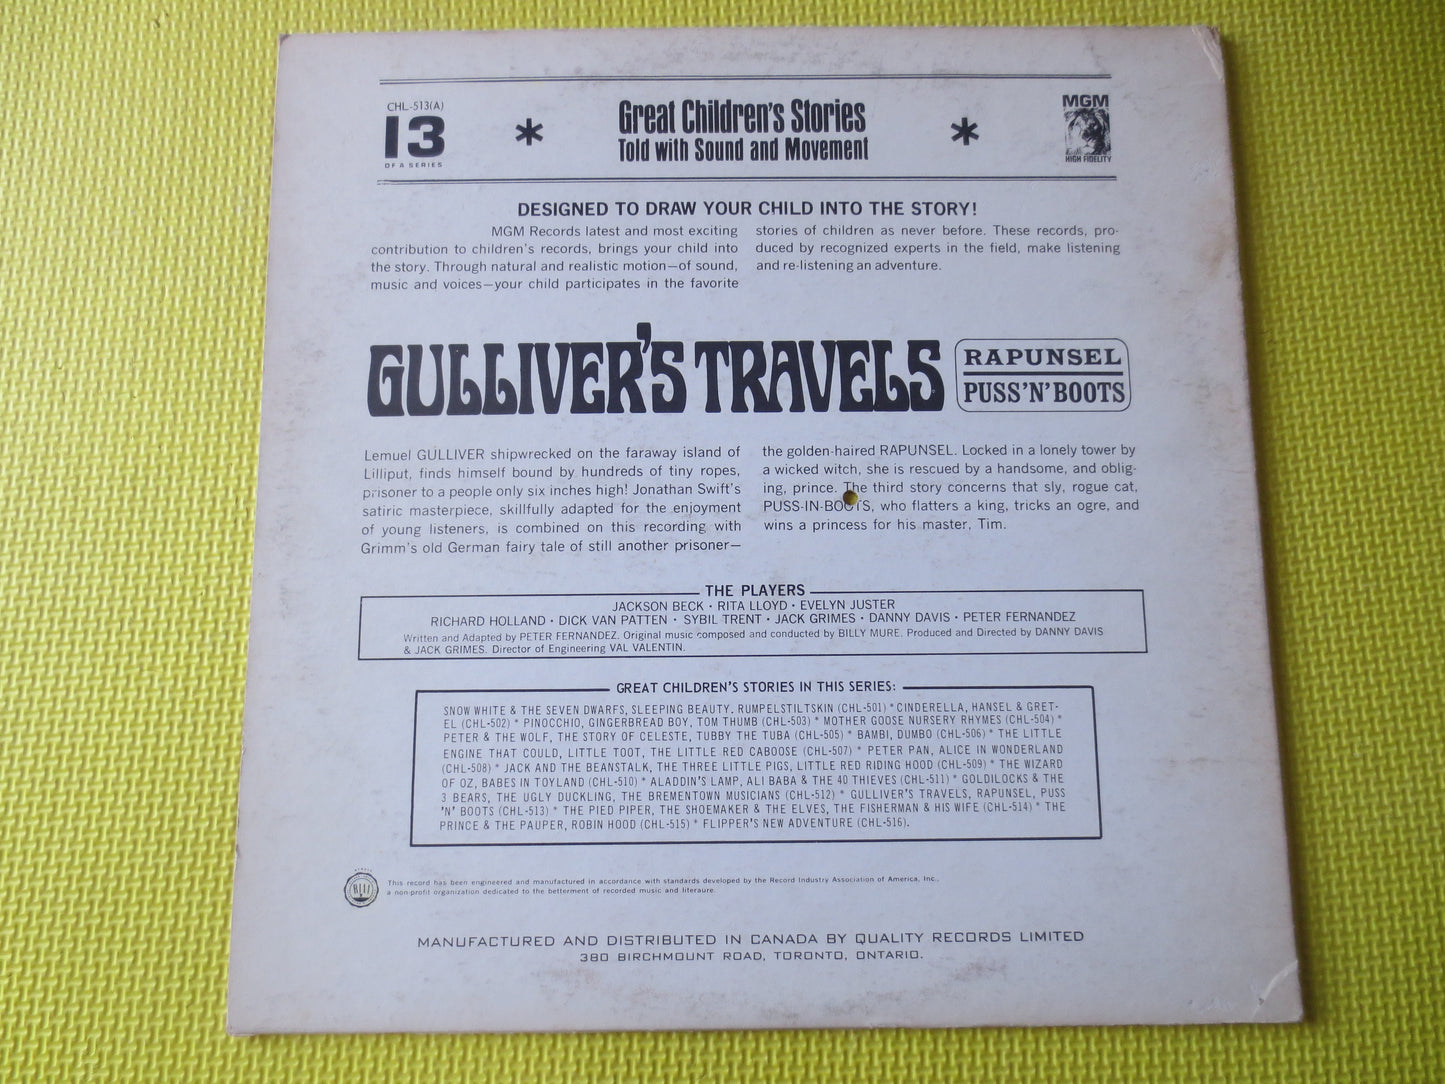 CHL-513(A)
13
OF A SERIES
* Great Children's Stories *
Told with Sound and Movement
MGM
HIGH FIDELITY
DESIGNED TO DRAW YOUR CHILD INTO THE STORY!
MGM Records latest and most exciting
contribution to children's records, brings your child into
the story. Through natural and realistic motion—of sound,
music and voices—your child participates in the favorite
stories of children as never before. These records, pro-
duced by recognized experts in the field, make listening
and re-listening an adventure.
GULLIVER'S TRAVELS
RAPUNSEL
PUSS 'N' BOOTS
Lemuel GULLIVER shipwrecked on the faraway island of
Lilliput, finds himself bound by hundreds of tiny ropes,
prisoner to a people only six inches high! Jonathan Swift's
satiric masterpiece, skillfully adapted for the enjoyment
of young listeners, is combined on this recording with
Grimm's old German fairy tale of still another prisoner—
the golden-haired RAPUNSEL. Locked in a lonely tower by
a wicked witch, she is rescued by a handsome, and oblig-
ing, prince. The third story concerns that sly, rogue cat,
PUSS-IN-BOOTS, who flatters a king, tricks an ogre, and
wins a princess for his master, Tim.
THE PLAYERS
JACKSON BECK • RITA LLOYD • EVELYN JUSTER
RICHARD HOLLAND • DICK VAN PATTEN • SYBIL TRENT • JACK GRIMES • DANNY DAVIS • PETER FERNANDEZ
Written and Adapted by PETER FERNANDEZ. Original music composed and conducted by BILLY MURE. Produced and Directed by DANNY DAVIS
& JACK GRIMES. Director of Engineering VAL VALENTIN.
GREAT CHILDREN'S STORIES IN THIS SERIES:
SNOW WHITE & THE SEVEN DWARFS, SLEEPING BEAUTY. RUMPELSTILTSKIN (CHL-501) * CINDERELLA, HANSEL & GRET-
EL (CHL-502) * PINOCCHIO, GINGERBREAD BOY, TOM THUMB (CHL-503) * MOTHER GOOSE NURSERY RHYMES (CHL-504) *
PETER & THE WOLF, THE STORY OF CELESTE, TUBBY THE TUBA (CHL-505) * BAMBI, DUMBO (CHL-506) * THE LITTLE
ENGINE THAT COULD, LITTLE TOOT, THE LITTLE RED CABOOSE (CHL-507) * PETER PAN, ALICE IN WONDERLAND
(CHL-508) * JACK AND THE BEANSTALK, THE THREE LITTLE PIGS, LITTLE RED RIDING HOOD (CHL-509) * THE WIZARD
OF OZ, BABES IN TOYLAND (CHL-510) * ALADDIN'S LAMP, ALI BABA & THE 40 THIEVES (CHL-511) * GOLDILOCKS & THE
3 BEARS, THE UGLY DUCKLING, THE BREMENTOWN MUSICIANS (CHL-512) * GULLIVER'S TRAVELS, RAPUNSEL, PUSS
'N' BOOTS (CHL-513) * THE PIED PIPER, THE SHOEMAKER & THE ELVES, THE FISHERMAN & HIS WIFE (CHL-514) * THE
PRINCE & THE PAUPER, ROBIN HOOD (CHL-515) * FLIPPER'S NEW ADVENTURE (CHL-516).
This record has been engineered and manufactured in accordance with standards developed by the Record Industry Association of America, Inc.,
a non-profit organization dedicated to the betterment of recorded music and literaure.
MANUFACTURED AND DISTRIBUTED IN CANADA BY QUALITY RECORDS LIMITED
380 BIRCHMOUNT ROAD, TORONTO, ONTARIO.